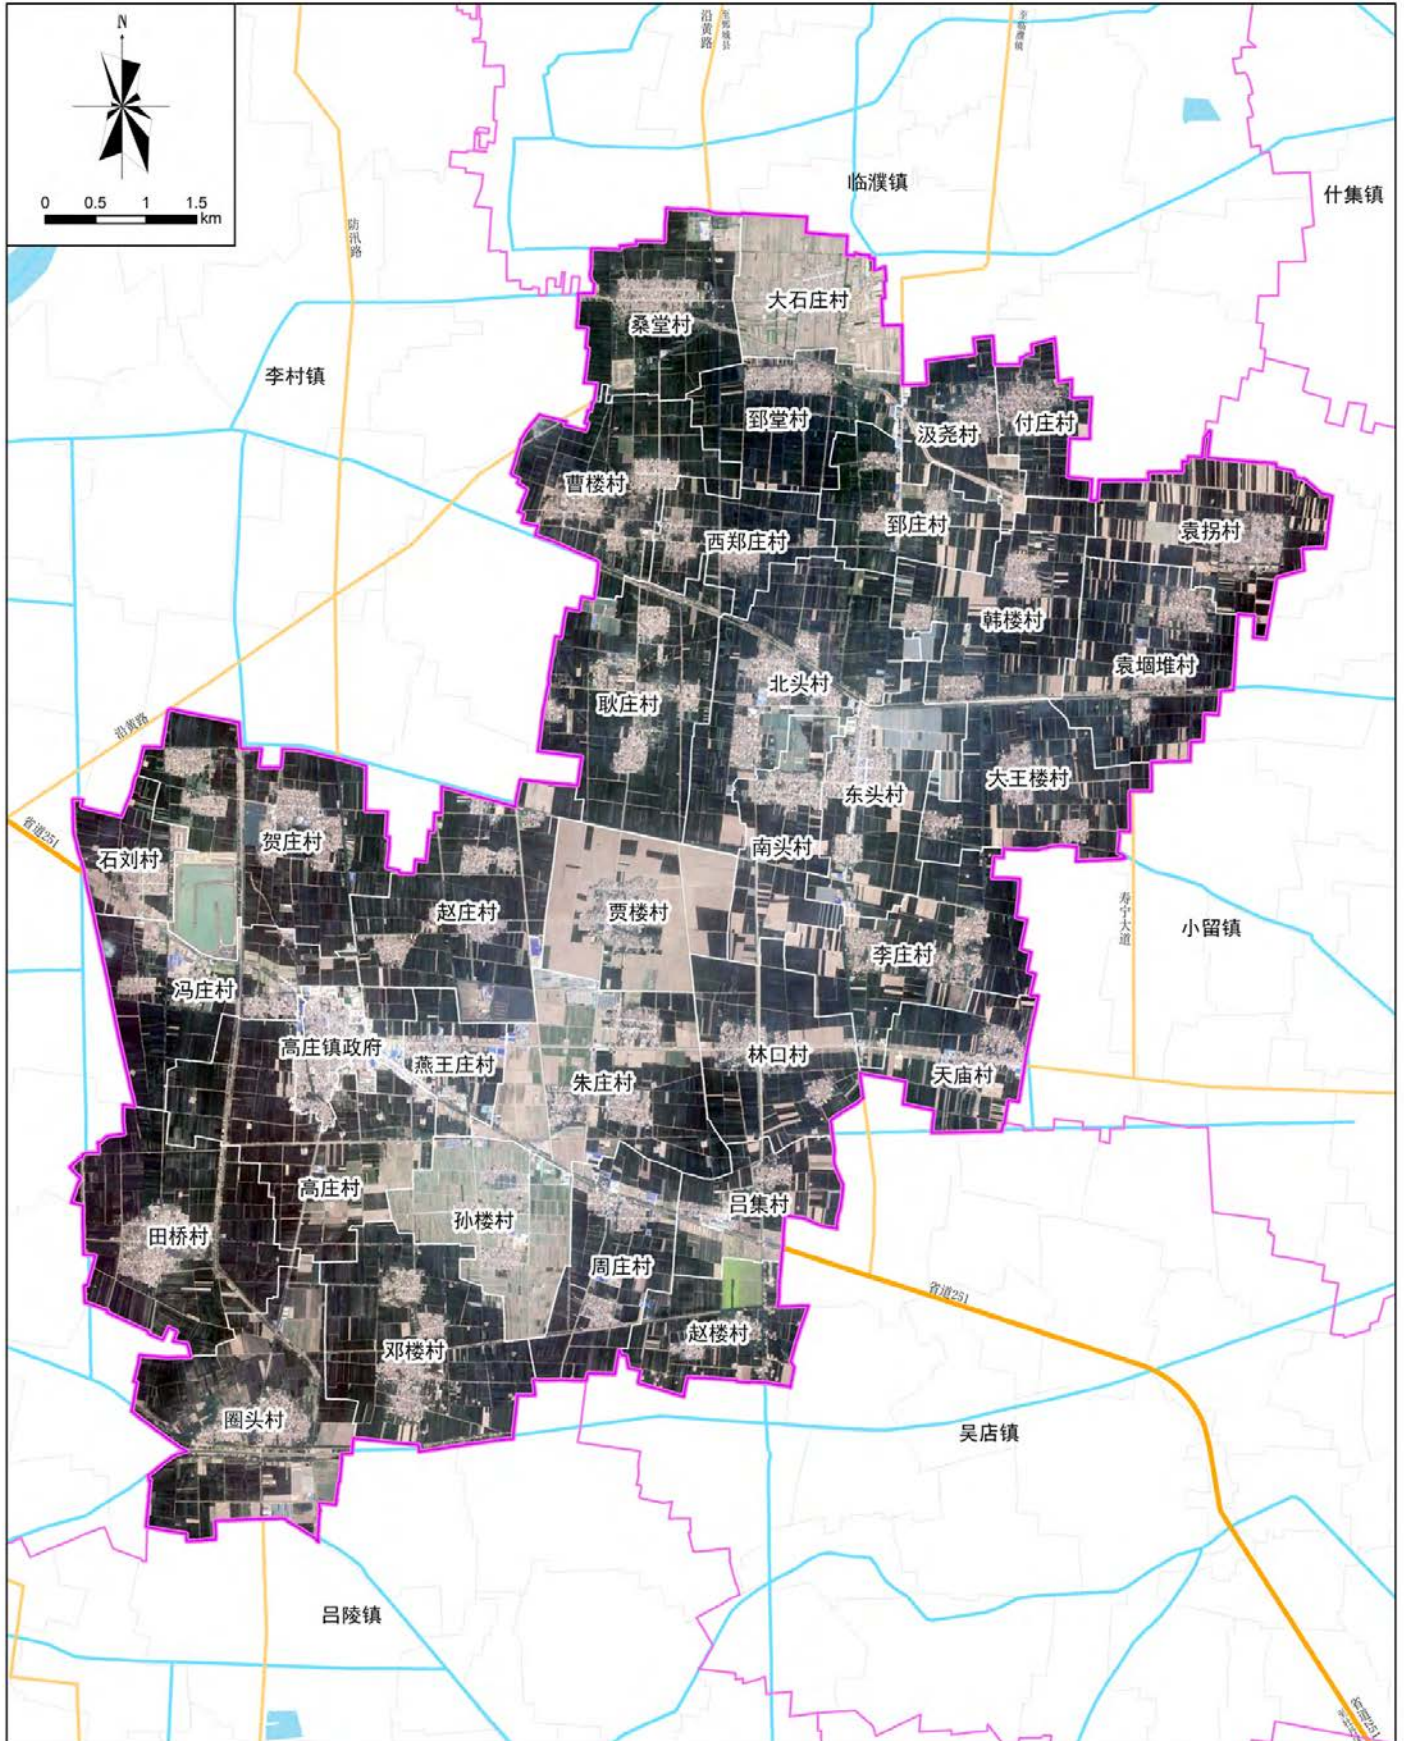 N
0 0.5 1 1.5
km
沿黄路
至鄄城县
至临濮镇
临濮镇
什集镇
防汛路
大石庄村
桑堂村
李村镇
郅堂村
汲尧村
付庄村
曹楼村
西郑庄村
郅庄村
袁拐村
韩楼村
袁堌堆村
北头村
耿庄村
沿黄路
大王楼村
东头村
省道251
石刘村
贺庄村
南头村
赵庄村
贾楼村
寿宁大道
小留镇
李庄村
冯庄村
高庄镇政府
燕王庄村
朱庄村
林口村
天庙村
高庄村
吕集村
孙楼村
田桥村
周庄村
省道251
赵楼村
邓楼村
圈头村
吴店镇
吕陵镇
省道251